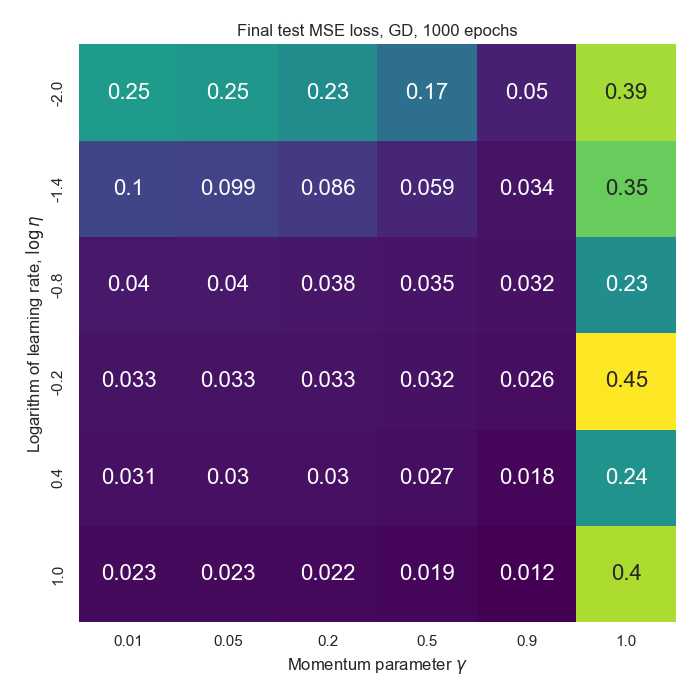 Final test MSE loss, GD, 1000 epochs
Logarithm of learning rate, log η
-2.0 0.25 0.25 0.23 0.17 0.05 0.39
-1.4 0.1 0.099 0.086 0.059 0.034 0.35
-0.8 0.04 0.04 0.038 0.035 0.032 0.23
-0.2 0.033 0.033 0.033 0.032 0.026 0.45
0.4 0.031 0.03 0.03 0.027 0.018 0.24
1.0 0.023 0.023 0.022 0.019 0.012 0.4
0.01 0.05 0.2 0.5 0.9 1.0
Momentum parameter γ